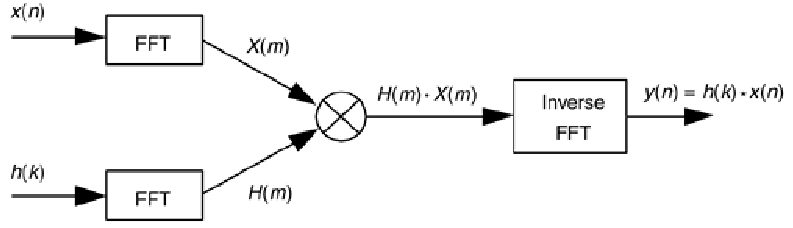 x(n)
FFT
X(m)
H(m) · X(m)
Inverse
FFT
y(n) = h(k) * x(n)
h(k)
FFT
H(m)